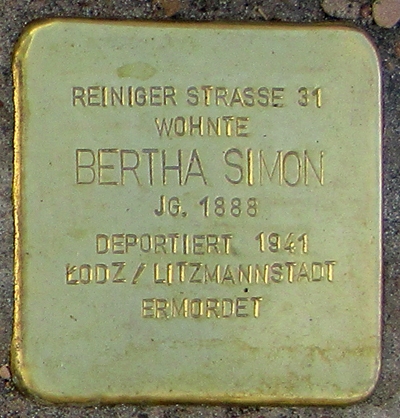 REINIGER STRASSE 31
WOHNTE
BERTHA SIMON
JG. 1888
DEPORTIERT 1941
ŁODZ / LITZMANNSTADT
ERMORDET